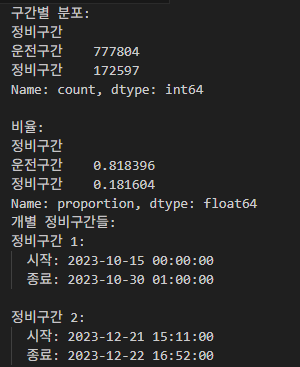 구간별 분포:
정비구간
운전구간    777804
정비구간    172597
Name: count, dtype: int64

비율:
정비구간
운전구간    0.818396
정비구간    0.181604
Name: proportion, dtype: float64
개별 정비구간들:
정비구간 1:
  시작: 2023-10-15 00:00:00
  종료: 2023-10-30 01:00:00

정비구간 2:
  시작: 2023-12-21 15:11:00
  종료: 2023-12-22 16:52:00